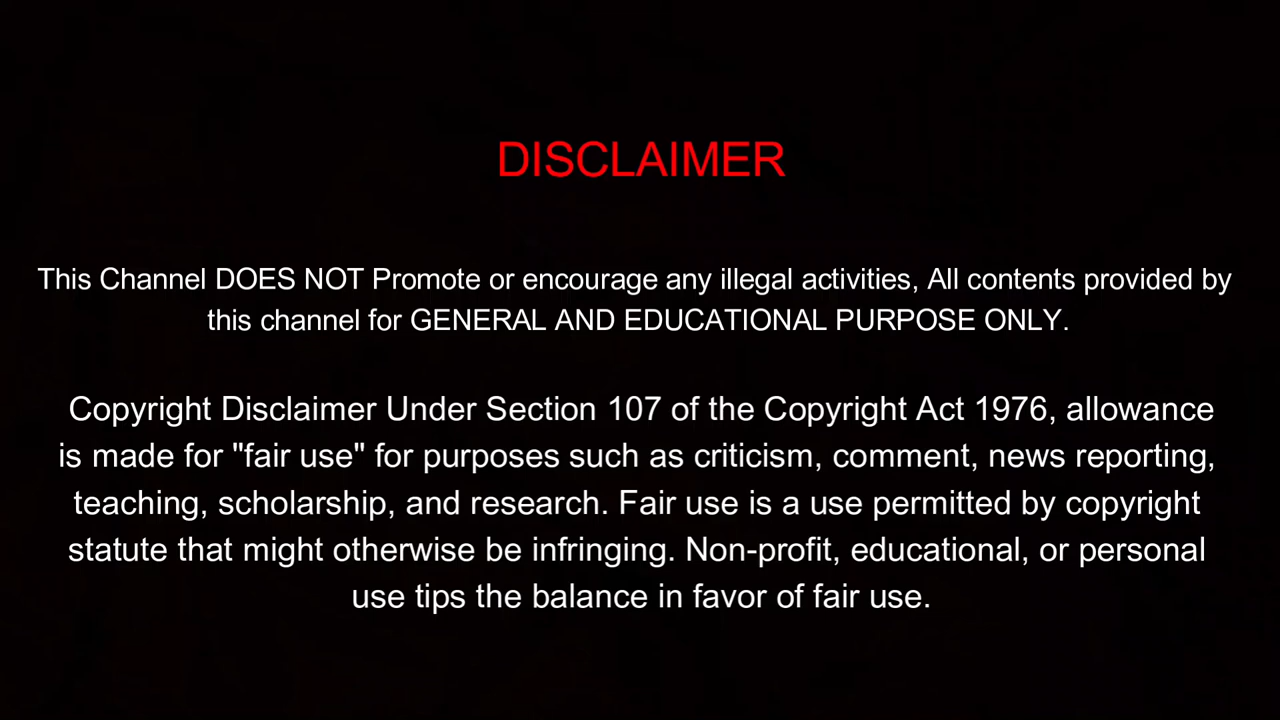 DISCLAIMER
This Channel DOES NOT Promote or encourage any illegal activities, All contents provided by
this channel for GENERAL AND EDUCATIONAL PURPOSE ONLY.
Copyright Disclaimer Under Section 107 of the Copyright Act 1976, allowance
is made for "fair use" for purposes such as criticism, comment, news reporting,
teaching, scholarship, and research. Fair use is a use permitted by copyright
statute that might otherwise be infringing. Non-profit, educational, or personal
use tips the balance in favor of fair use.